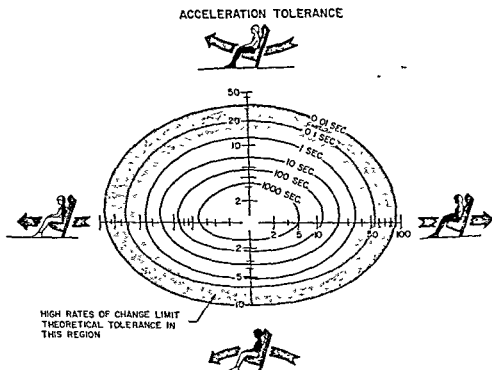 ACCELERATION TOLERANCE
50
20
10
2
0.01 SEC.
0.1 SEC.
1 SEC.
10 SEC.
100 SEC.
1000 SEC.
2 5 10 50 100
2
5
10
HIGH RATES OF CHANGE LIMIT
THEORETICAL TOLERANCE IN
THIS REGION